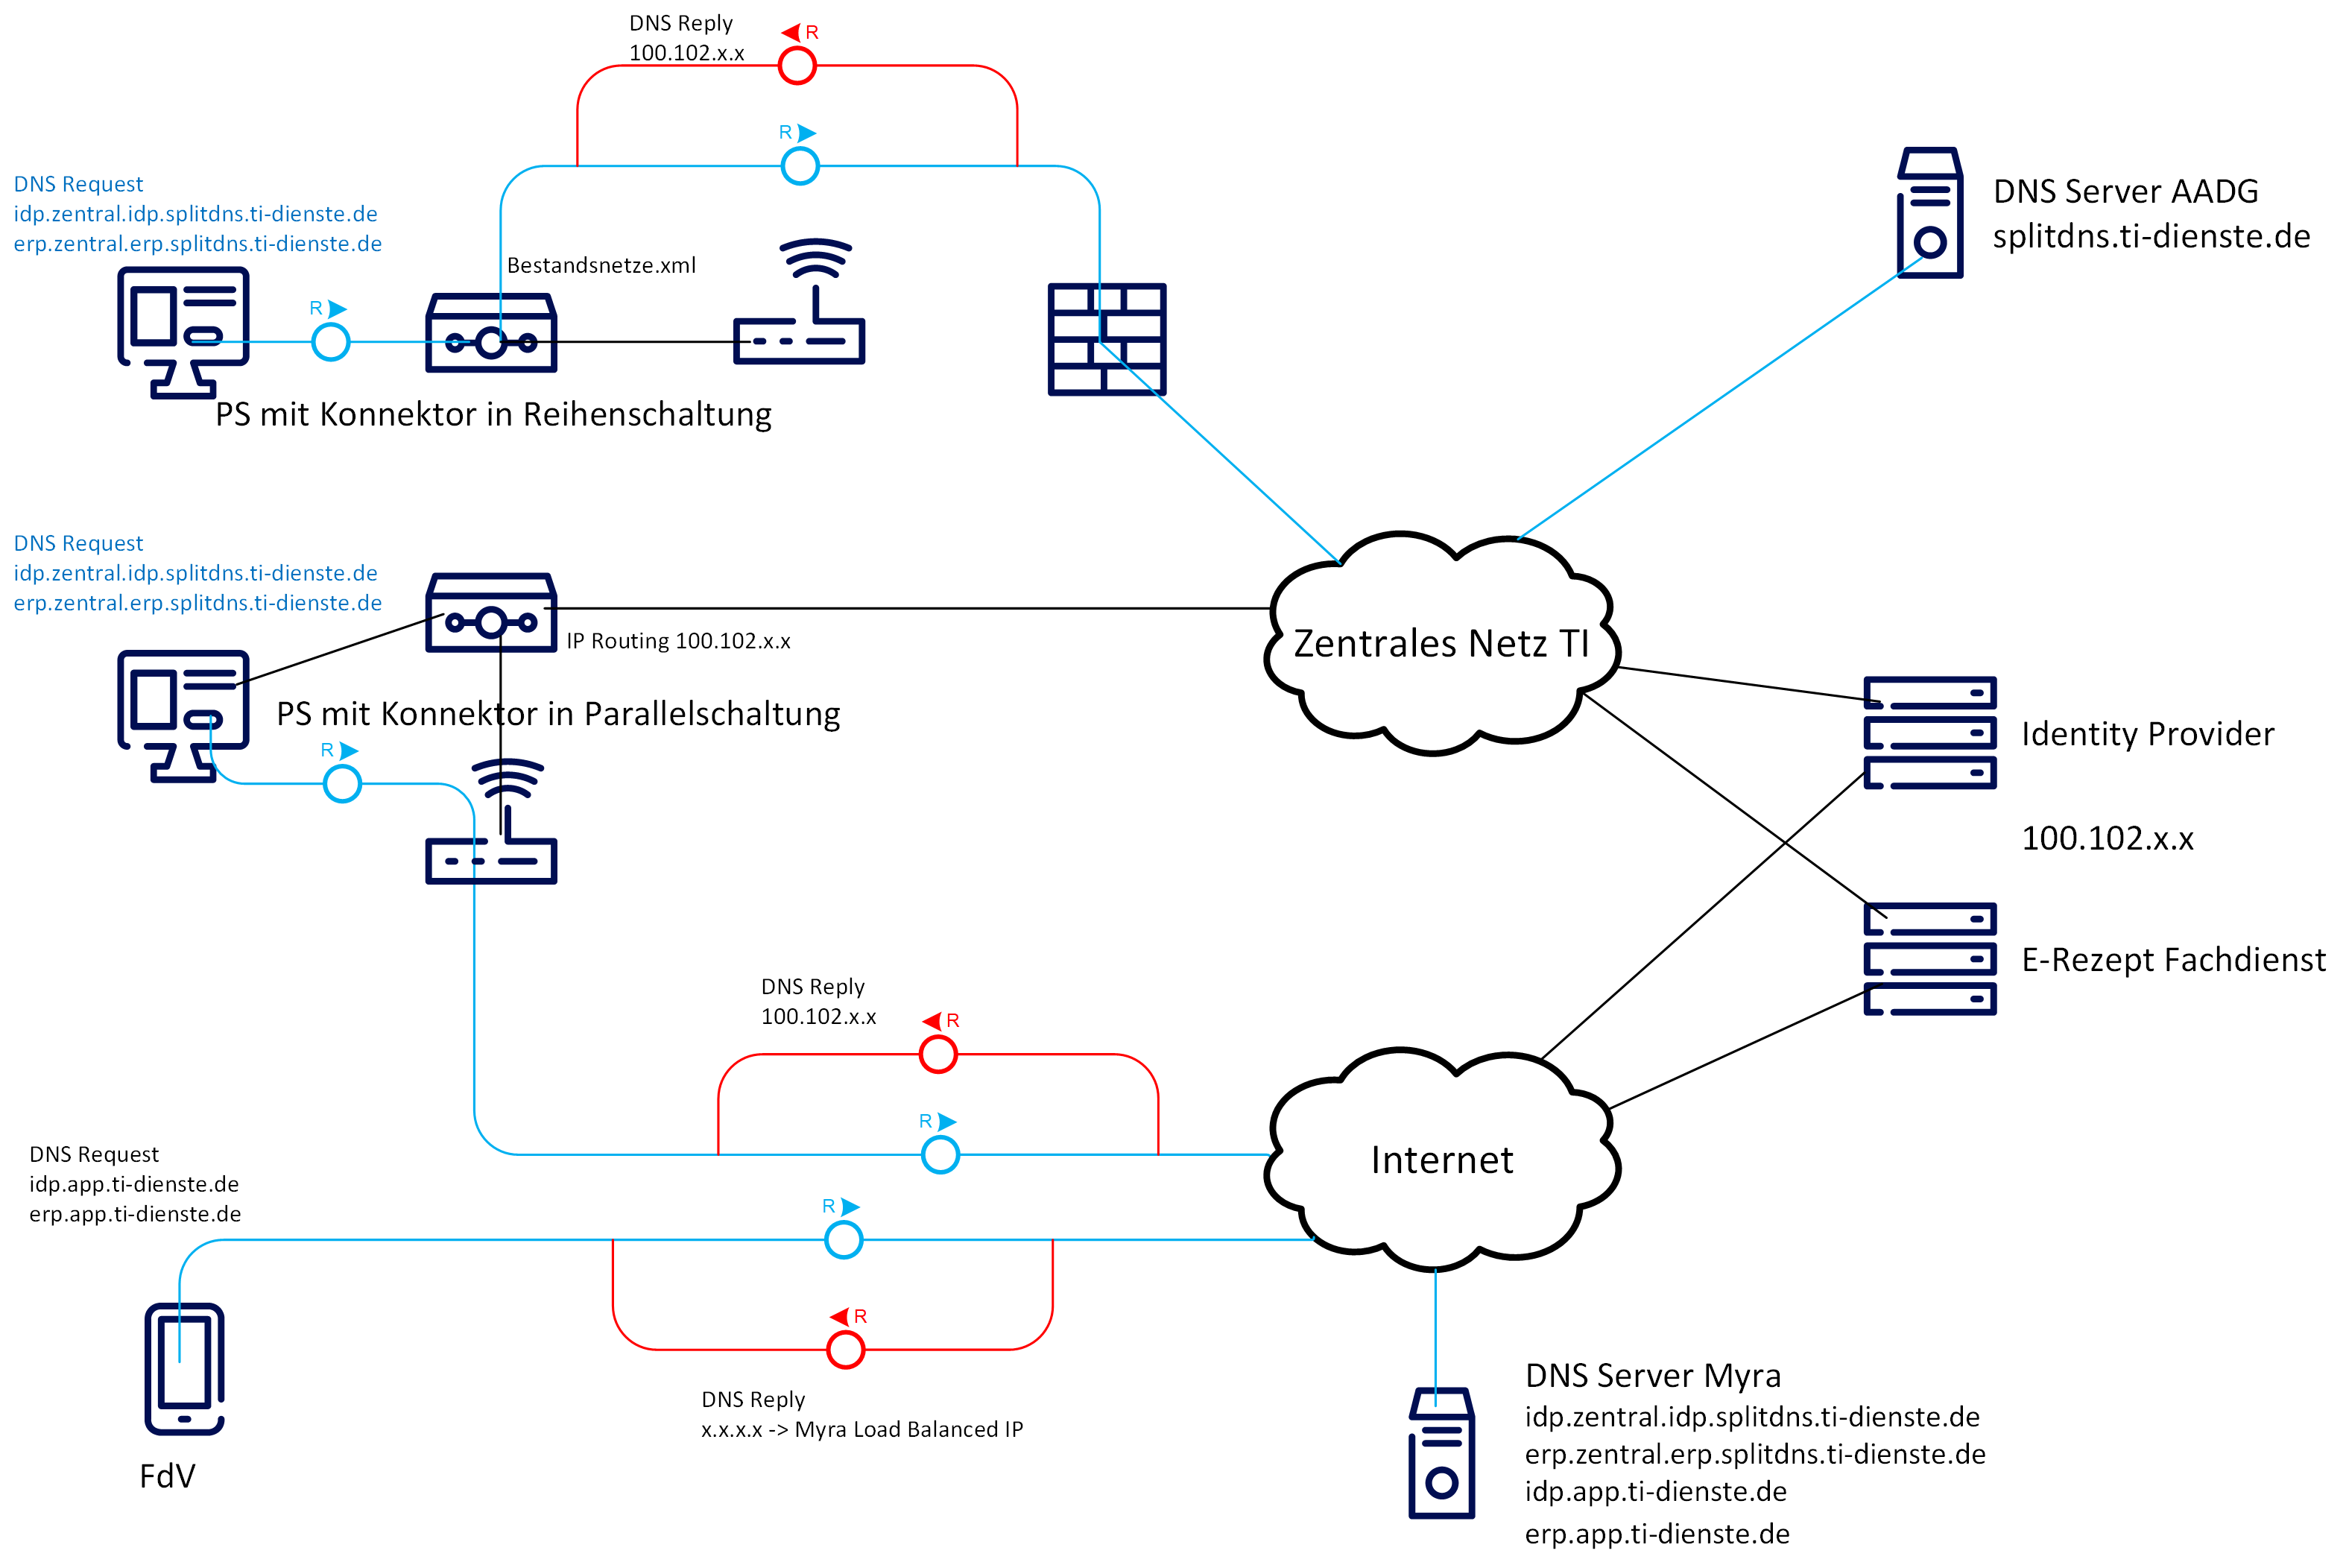 DNS Reply
100.102.x.x
R
R
DNS Request
idp.zentral.idp.splitdns.ti-dienste.de
erp.zentral.erp.splitdns.ti-dienste.de
DNS Server AADG
splitdns.ti-dienste.de
Bestandsnetze.xml
R
PS mit Konnektor in Reihenschaltung
DNS Request
idp.zentral.idp.splitdns.ti-dienste.de
erp.zentral.erp.splitdns.ti-dienste.de
IP Routing 100.102.x.x
Zentrales Netz TI
PS mit Konnektor in Parallelschaltung
R
Identity Provider
100.102.x.x
E-Rezept Fachdienst
DNS Reply
100.102.x.x
R
R
Internet
DNS Request
idp.app.ti-dienste.de
erp.app.ti-dienste.de
R
R
DNS Reply
x.x.x.x -> Myra Load Balanced IP
FdV
DNS Server Myra
idp.zentral.idp.splitdns.ti-dienste.de
erp.zentral.erp.splitdns.ti-dienste.de
idp.app.ti-dienste.de
erp.app.ti-dienste.de